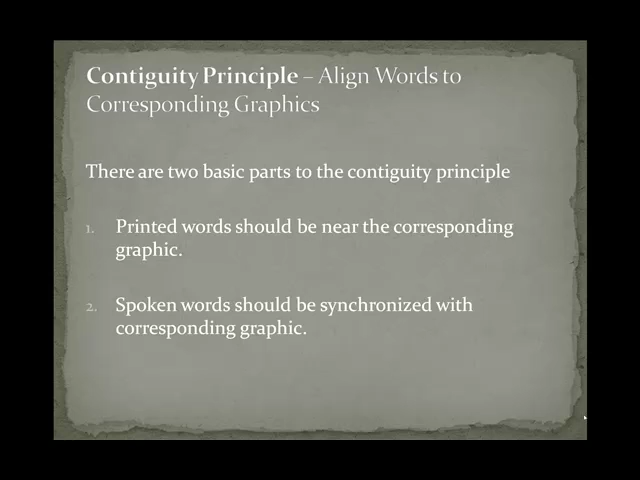 Contiguity Principle – Align Words to
Corresponding Graphics
There are two basic parts to the contiguity principle
1. Printed words should be near the corresponding
graphic.
2. Spoken words should be synchronized with
corresponding graphic.